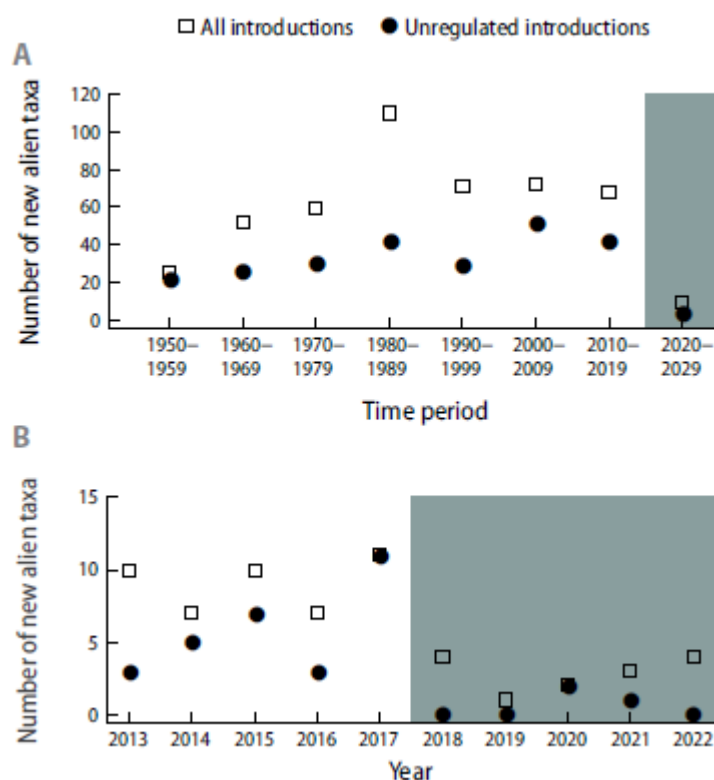 □ All introductions ● Unregulated introductions
A
Number of new alien taxa
120
100
80
60
40
20
0
1950– 1960– 1970– 1980– 1990– 2000– 2010– 2020–
1959 1969 1979 1989 1999 2009 2019 2029
Time period
B
Number of new alien taxa
15
10
5
0
2013 2014 2015 2016 2017 2018 2019 2020 2021 2022
Year